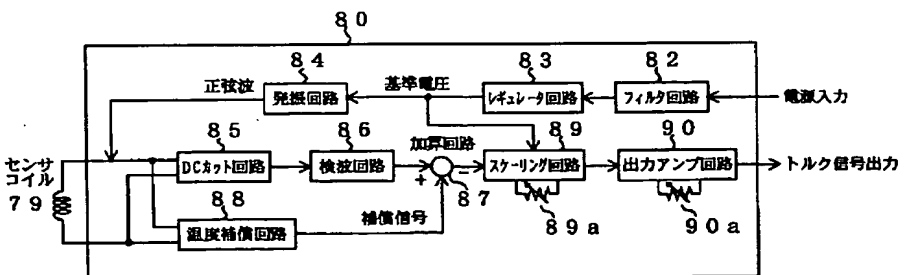 80
84
83
82
正弦波
基準電圧
発振回路
レギュレータ回路
フィルタ回路
電源入力
85
86
加算回路
89
90
センサ
コイル
79
DCカット回路
検波回路
+
−
87
スケーリング回路
出力アンプ回路
トルク信号出力
88
補償信号
89a
90a
温度補償回路